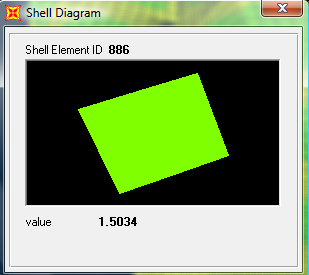 Shell Diagram
Shell Element ID 886
value 1.5034